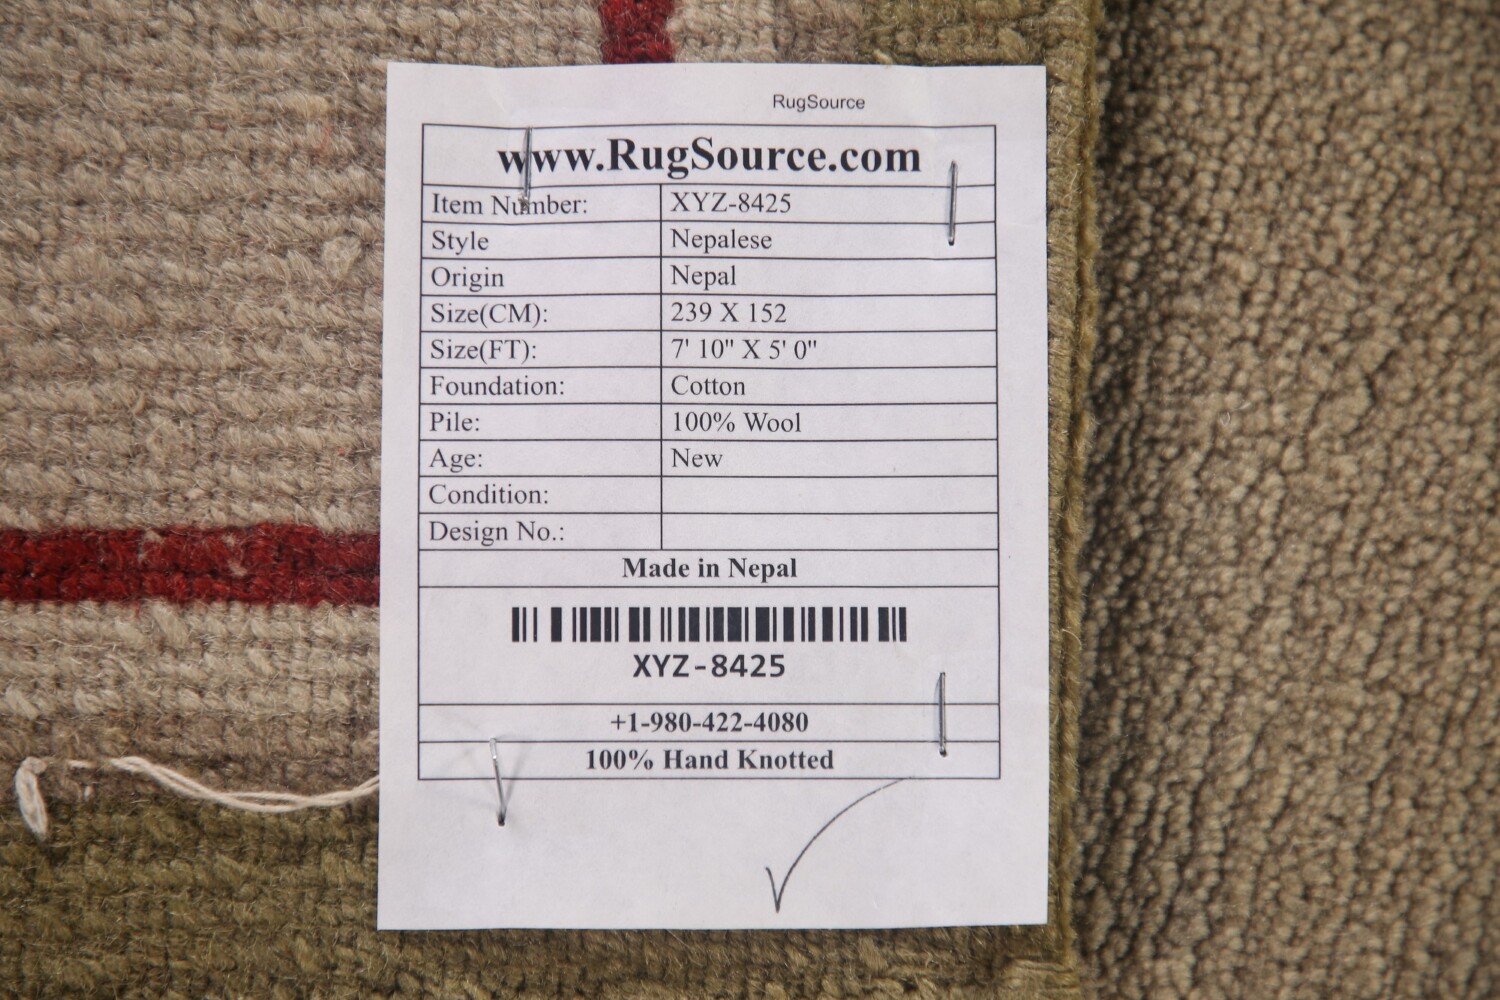 RugSource
www.RugSource.com
Item Number: XYZ-8425
Style Nepalese
Origin Nepal
Size(CM): 239 X 152
Size(FT): 7' 10" X 5' 0"
Foundation: Cotton
Pile: 100% Wool
Age: New
Condition:
Design No.:
Made in Nepal
XYZ-8425
+1-980-422-4080
100% Hand Knotted